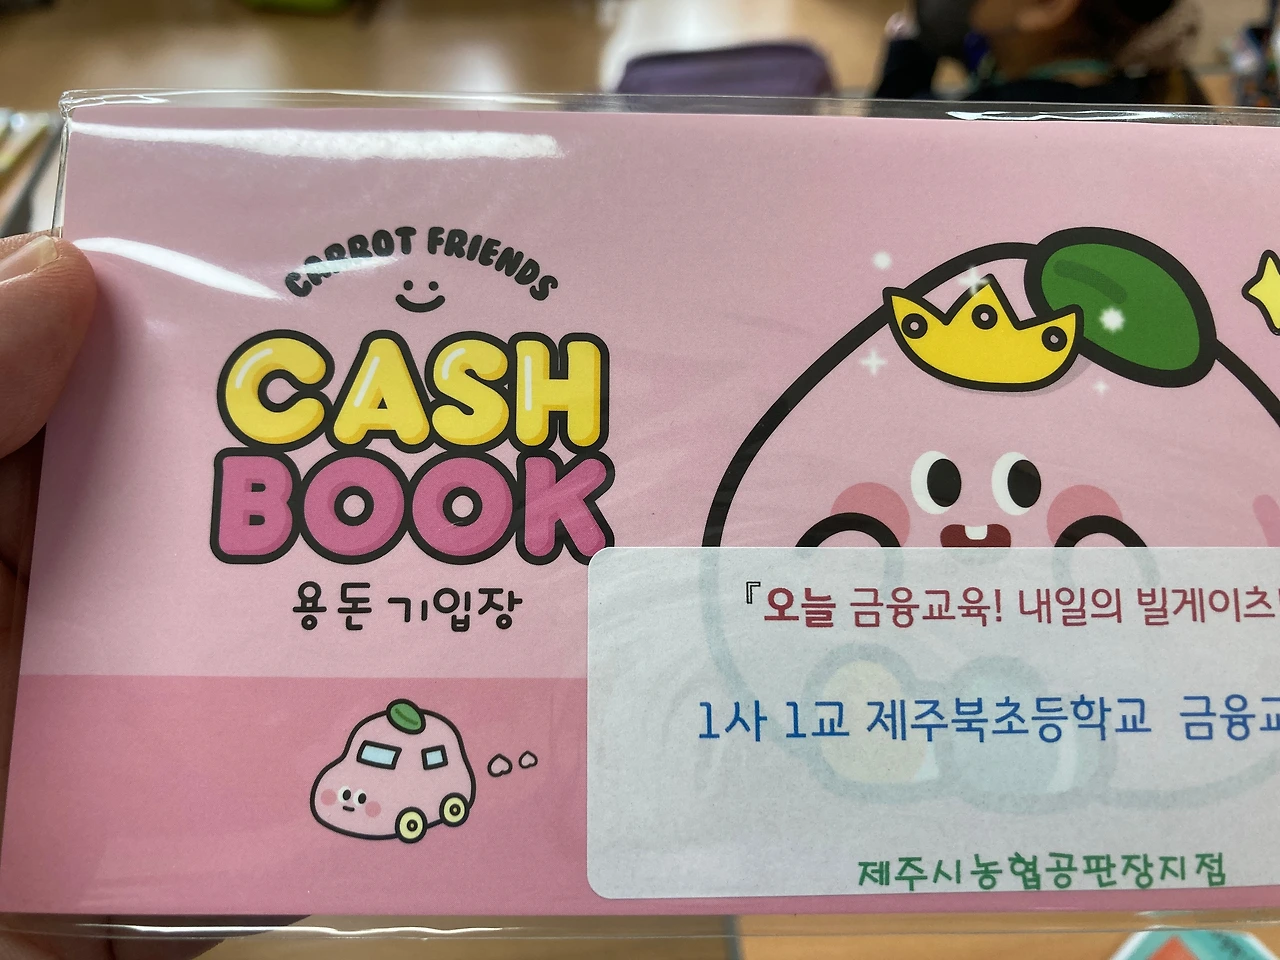 CARROT FRIENDS
CASH
BOOK
용돈 기입장
『오늘 금융교육! 내일의 빌게이츠!
1사 1교 제주북초등학교 금융교
제주시농협공판장지점